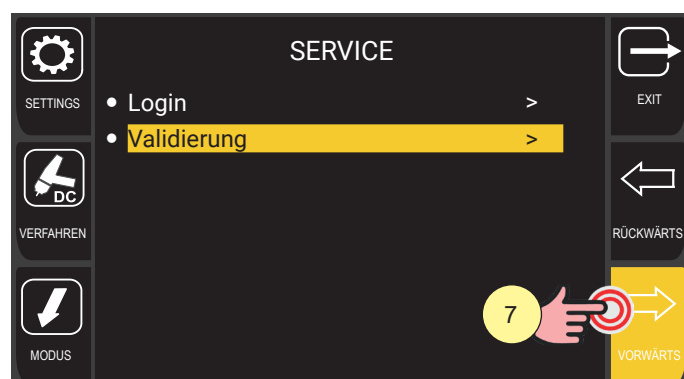 SERVICE
SETTINGS
EXIT
Login >
Validierung >
DC
VERFAHREN
RÜCKWÄRTS
7
MODUS
VORWÄRTS